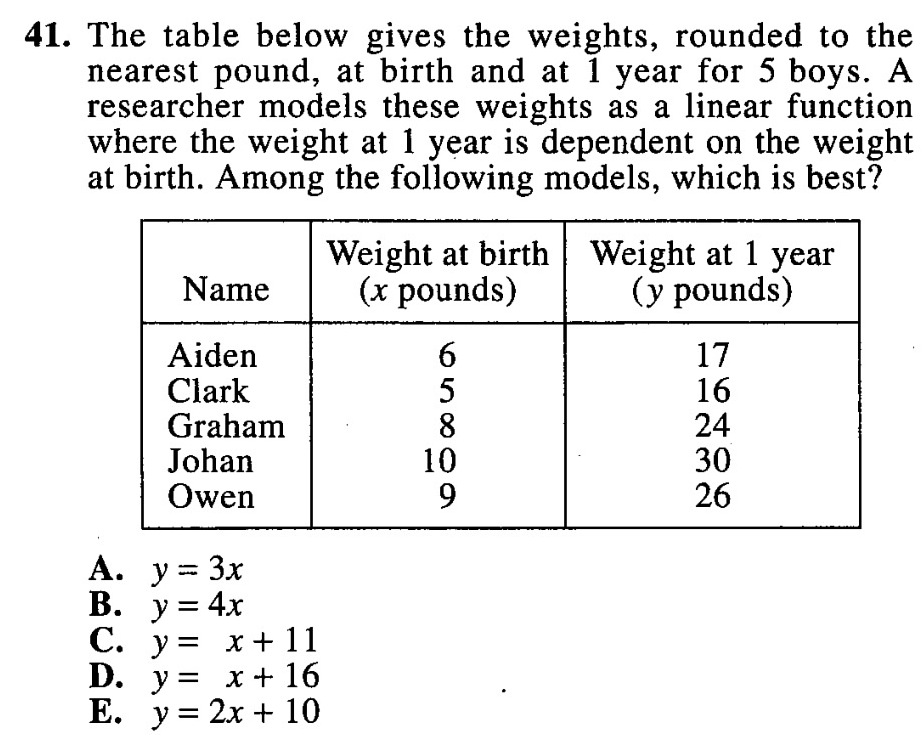 41. The table below gives the weights, rounded to the
nearest pound, at birth and at 1 year for 5 boys. A
researcher models these weights as a linear function
where the weight at 1 year is dependent on the weight
at birth. Among the following models, which is best?
Name Weight at birth (x pounds) Weight at 1 year (y pounds)
Aiden 6 17
Clark 5 16
Graham 8 24
Johan 10 30
Owen 9 26
A. y = 3x
B. y = 4x
C. y = x + 11
D. y = x + 16
E. y = 2x + 10